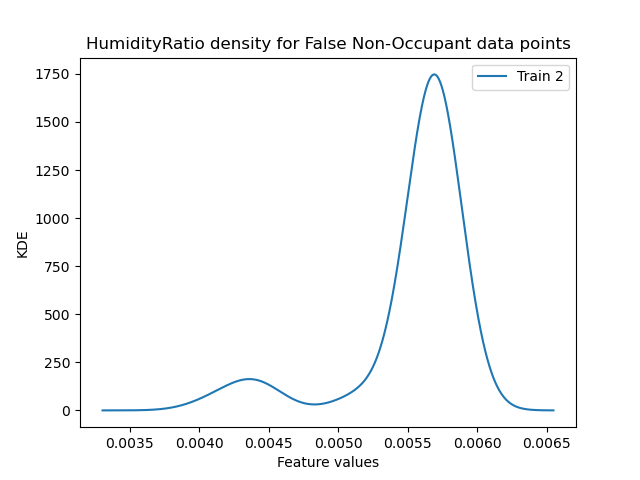 HumidityRatio density for False Non-Occupant data points
Train 2
KDE
1750
1500
1250
1000
750
500
250
0
0.0035 0.0040 0.0045 0.0050 0.0055 0.0060 0.0065
Feature values